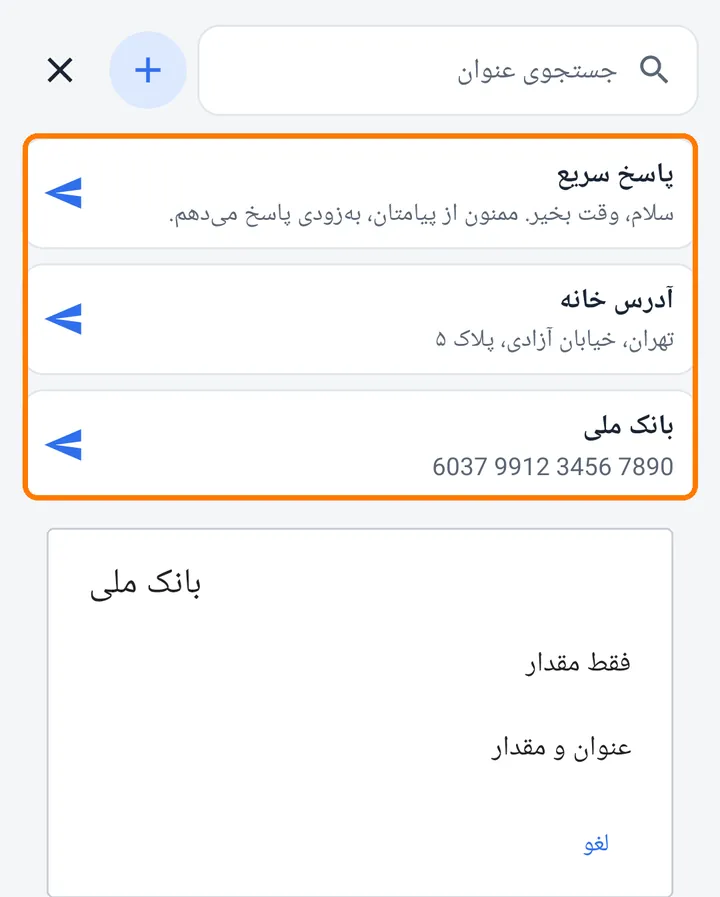 جستجوی عنوان
پاسخ سریع
سلام، وقت بخیر. ممنون از پیامتان، به‌زودی پاسخ می‌دهم.
آدرس خانه
تهران، خیابان آزادی، پلاک ۵
بانک ملی
6037 9912 3456 7890
بانک ملی
فقط مقدار
عنوان و مقدار
لغو